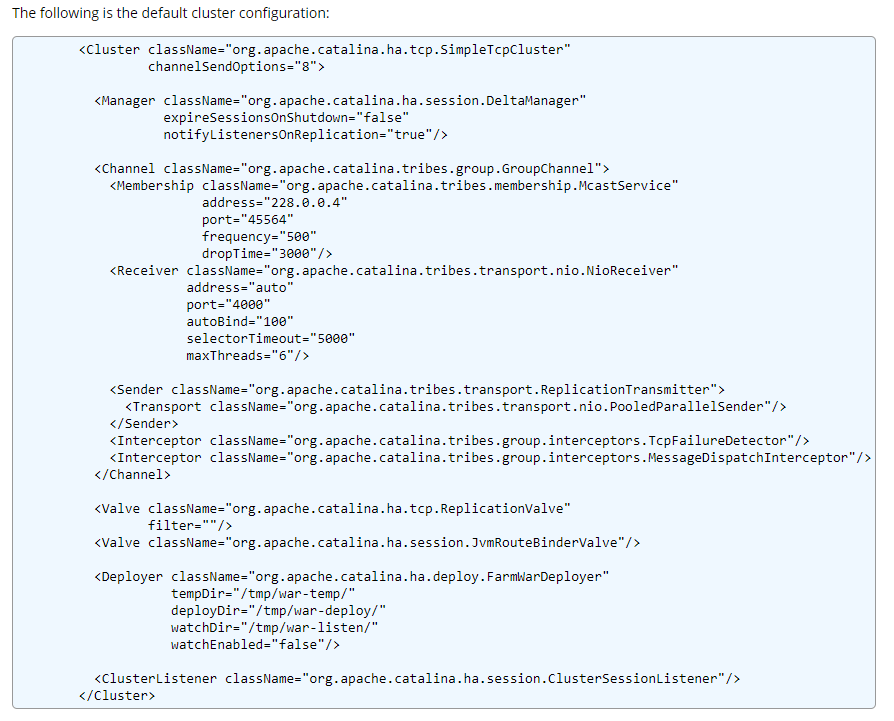 The following is the default cluster configuration:
<Cluster className="org.apache.catalina.ha.tcp.SimpleTcpCluster"
channelSendOptions="8">
<Manager className="org.apache.catalina.ha.session.DeltaManager"
expireSessionsOnShutdown="false"
notifyListenersOnReplication="true"/>
<Channel className="org.apache.catalina.tribes.group.GroupChannel">
<Membership className="org.apache.catalina.tribes.membership.McastService"
address="228.0.0.4"
port="45564"
frequency="500"
dropTime="3000"/>
<Receiver className="org.apache.catalina.tribes.transport.nio.NioReceiver"
address="auto"
port="4000"
autoBind="100"
selectorTimeout="5000"
maxThreads="6"/>
<Sender className="org.apache.catalina.tribes.transport.ReplicationTransmitter">
<Transport className="org.apache.catalina.tribes.transport.nio.PooledParallelSender"/>
</Sender>
<Interceptor className="org.apache.catalina.tribes.group.interceptors.TcpFailureDetector"/>
<Interceptor className="org.apache.catalina.tribes.group.interceptors.MessageDispatchInterceptor"/>
</Channel>
<Valve className="org.apache.catalina.ha.tcp.ReplicationValve"
filter=""/>
<Valve className="org.apache.catalina.ha.session.JvmRouteBinderValve"/>
<Deployer className="org.apache.catalina.ha.deploy.FarmWarDeployer"
tempDir="/tmp/war-temp/"
deployDir="/tmp/war-deploy/"
watchDir="/tmp/war-listen/"
watchEnabled="false"/>
<ClusterListener className="org.apache.catalina.ha.session.ClusterSessionListener"/>
</Cluster>